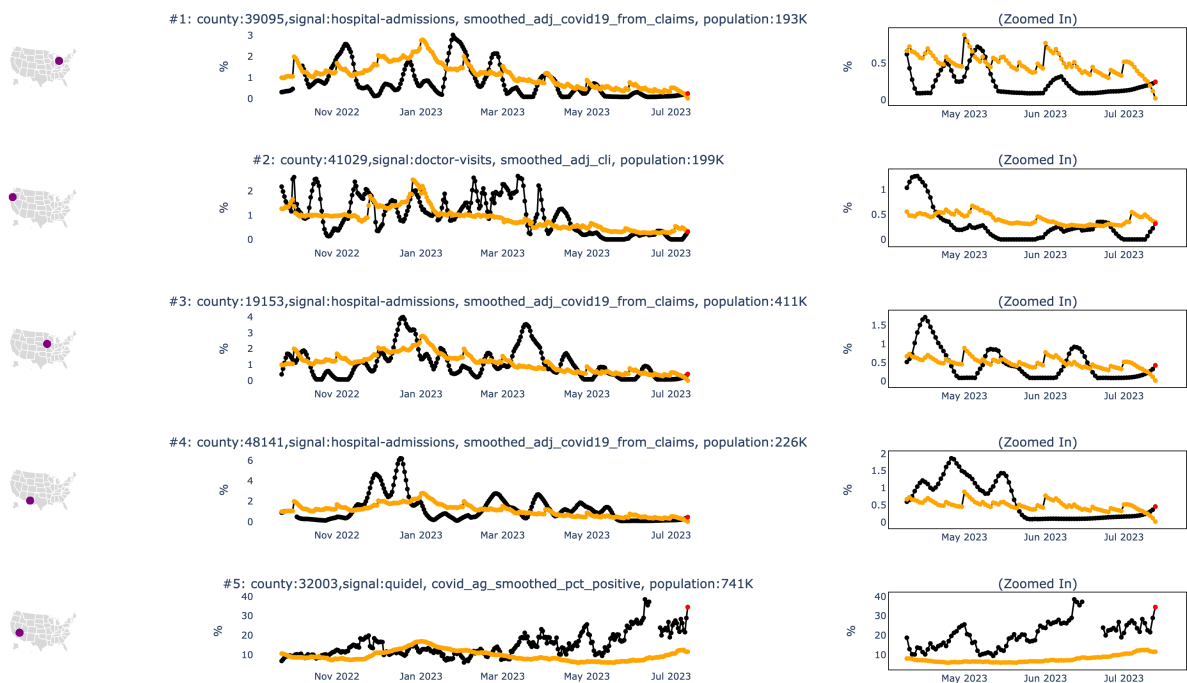 #1: county:39095,signal:hospital-admissions, smoothed_adj_covid19_from_claims, population:193K
(Zoomed In)
3
2
1
0
%
Nov 2022 Jan 2023 Mar 2023 May 2023 Jul 2023
0.5
0
%
May 2023 Jun 2023 Jul 2023
#2: county:41029,signal:doctor-visits, smoothed_adj_cli, population:199K
(Zoomed In)
2
1
0
%
Nov 2022 Jan 2023 Mar 2023 May 2023 Jul 2023
1
0.5
0
%
May 2023 Jun 2023 Jul 2023
#3: county:19153,signal:hospital-admissions, smoothed_adj_covid19_from_claims, population:411K
(Zoomed In)
4
3
2
1
0
%
Nov 2022 Jan 2023 Mar 2023 May 2023 Jul 2023
1.5
1
0.5
0
%
May 2023 Jun 2023 Jul 2023
#4: county:48141,signal:hospital-admissions, smoothed_adj_covid19_from_claims, population:226K
(Zoomed In)
6
4
2
0
%
Nov 2022 Jan 2023 Mar 2023 May 2023 Jul 2023
2
1.5
1
0.5
0
%
May 2023 Jun 2023 Jul 2023
#5: county:32003,signal:quidel, covid_ag_smoothed_pct_positive, population:741K
(Zoomed In)
40
30
20
10
%
Nov 2022 Jan 2023 Mar 2023 May 2023 Jul 2023
40
30
20
10
%
May 2023 Jun 2023 Jul 2023